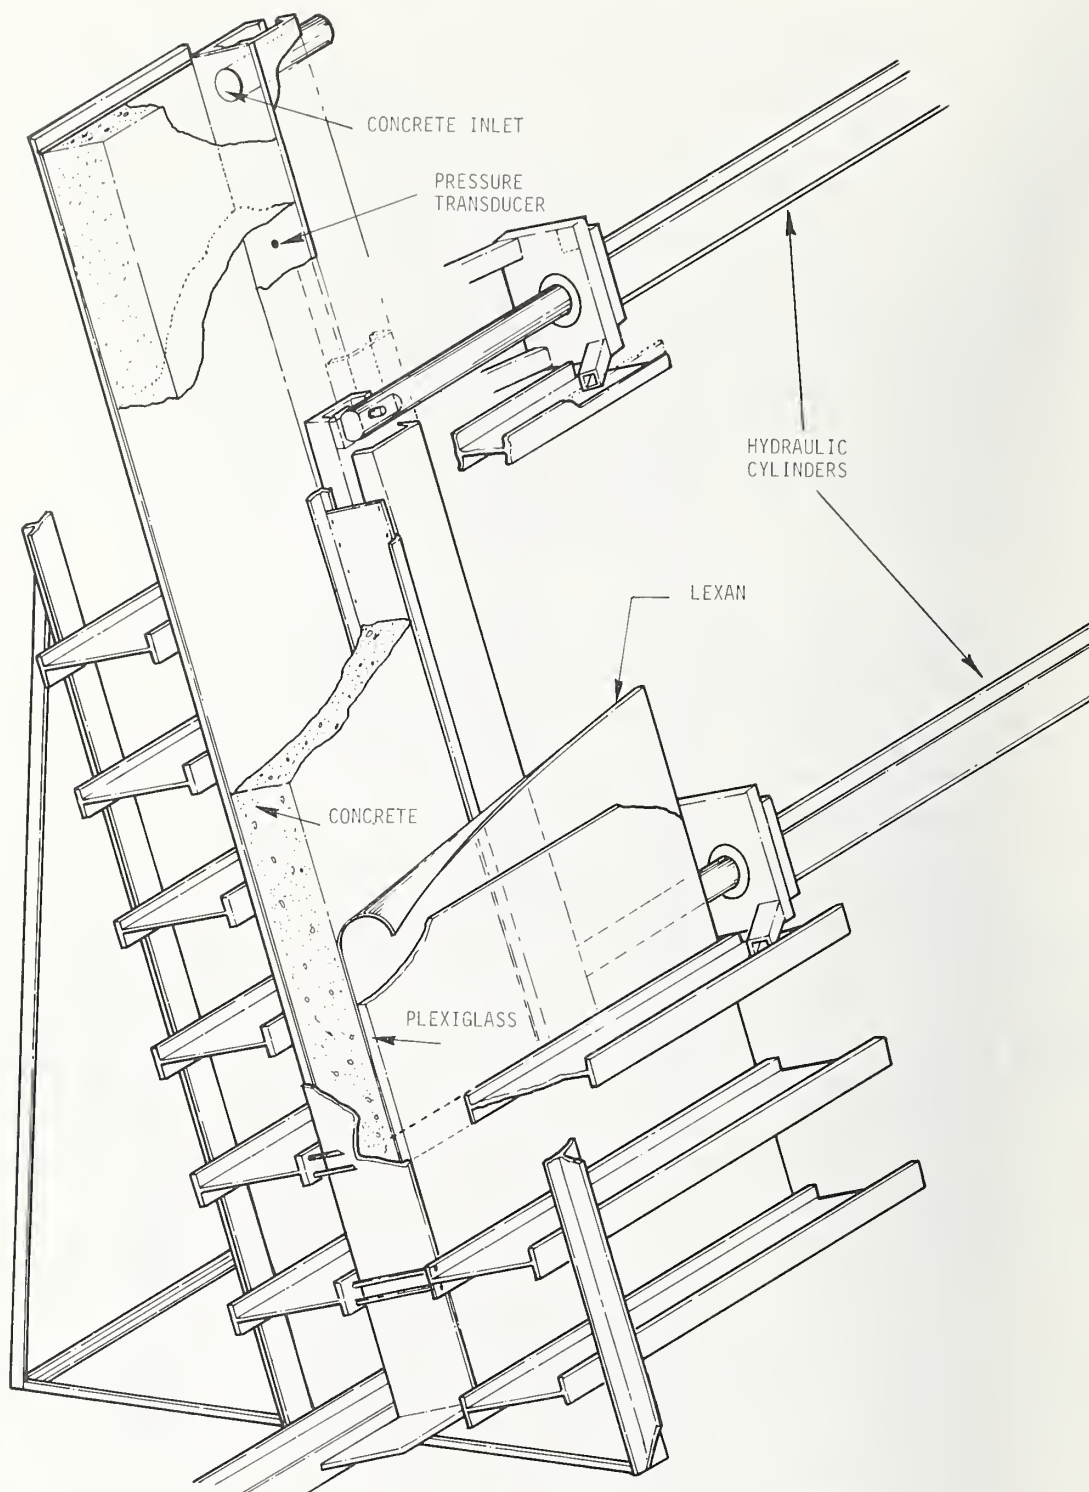 CONCRETE INLET
PRESSURE
TRANSDUCER
HYDRAULIC
CYLINDERS
LEXAN
CONCRETE
PLEXIGLASS